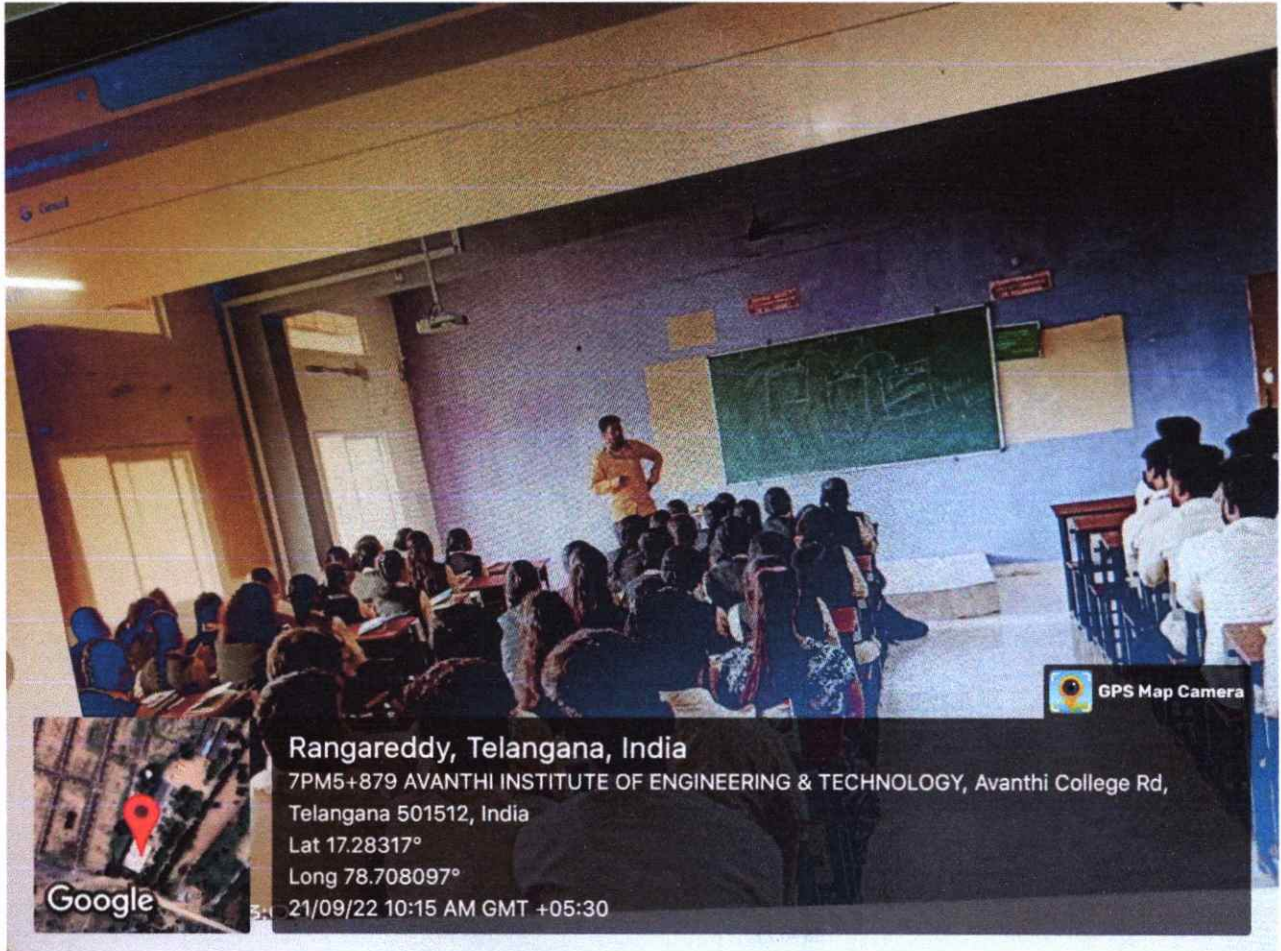 GPS Map Camera
Rangareddy, Telangana, India
7PM5+879 AVANTHI INSTITUTE OF ENGINEERING & TECHNOLOGY, Avanthi College Rd,
Telangana 501512, India
Lat 17.28317°
Long 78.708097°
21/09/22 10:15 AM GMT +05:30
Google